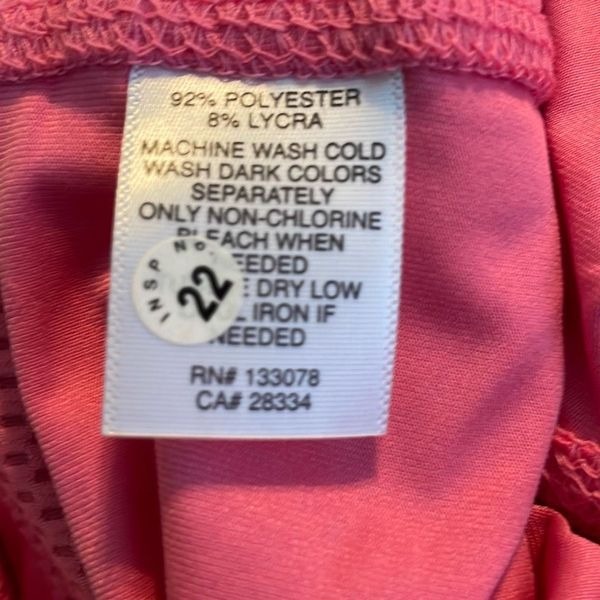 92% POLYESTER
8% LYCRA
MACHINE WASH COLD
WASH DARK COLORS
SEPARATELY
ONLY NON-CHLORINE
BLEACH WHEN
EEDED
DRY LOW
IRON IF
NEEDED
RN# 133078
CA# 28334
INSP
22